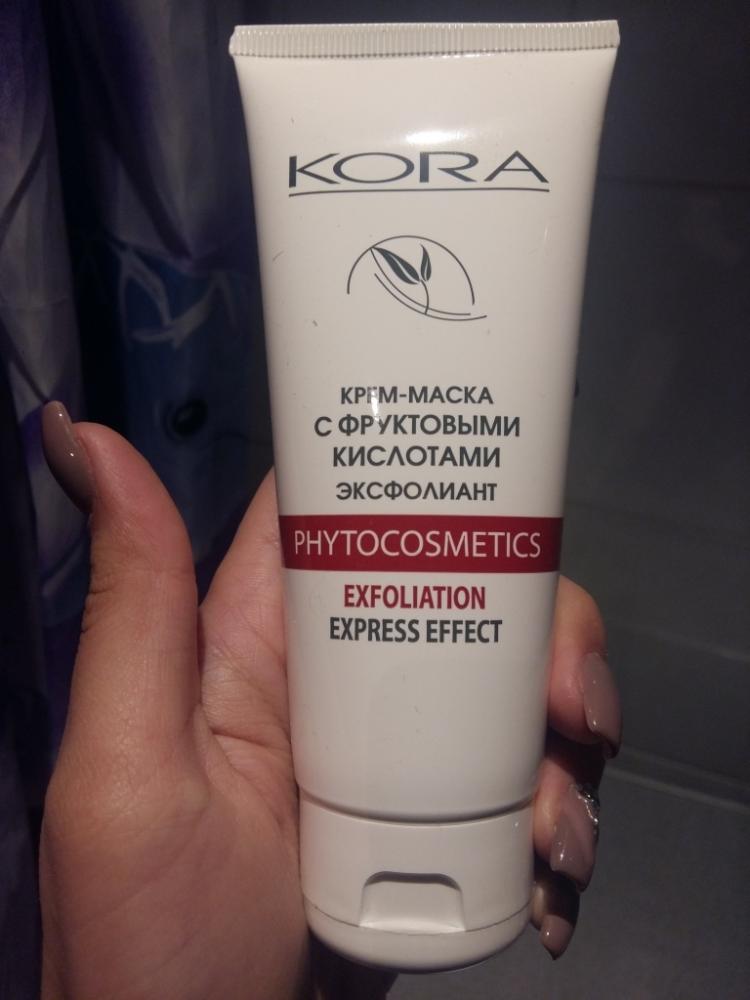 KORA
КРЕМ-МАСКА
С ФРУКТОВЫМИ
КИСЛОТАМИ
ЭКСФОЛИАНТ
PHYTOCOSMETICS
EXFOLIATION
EXPRESS EFFECT